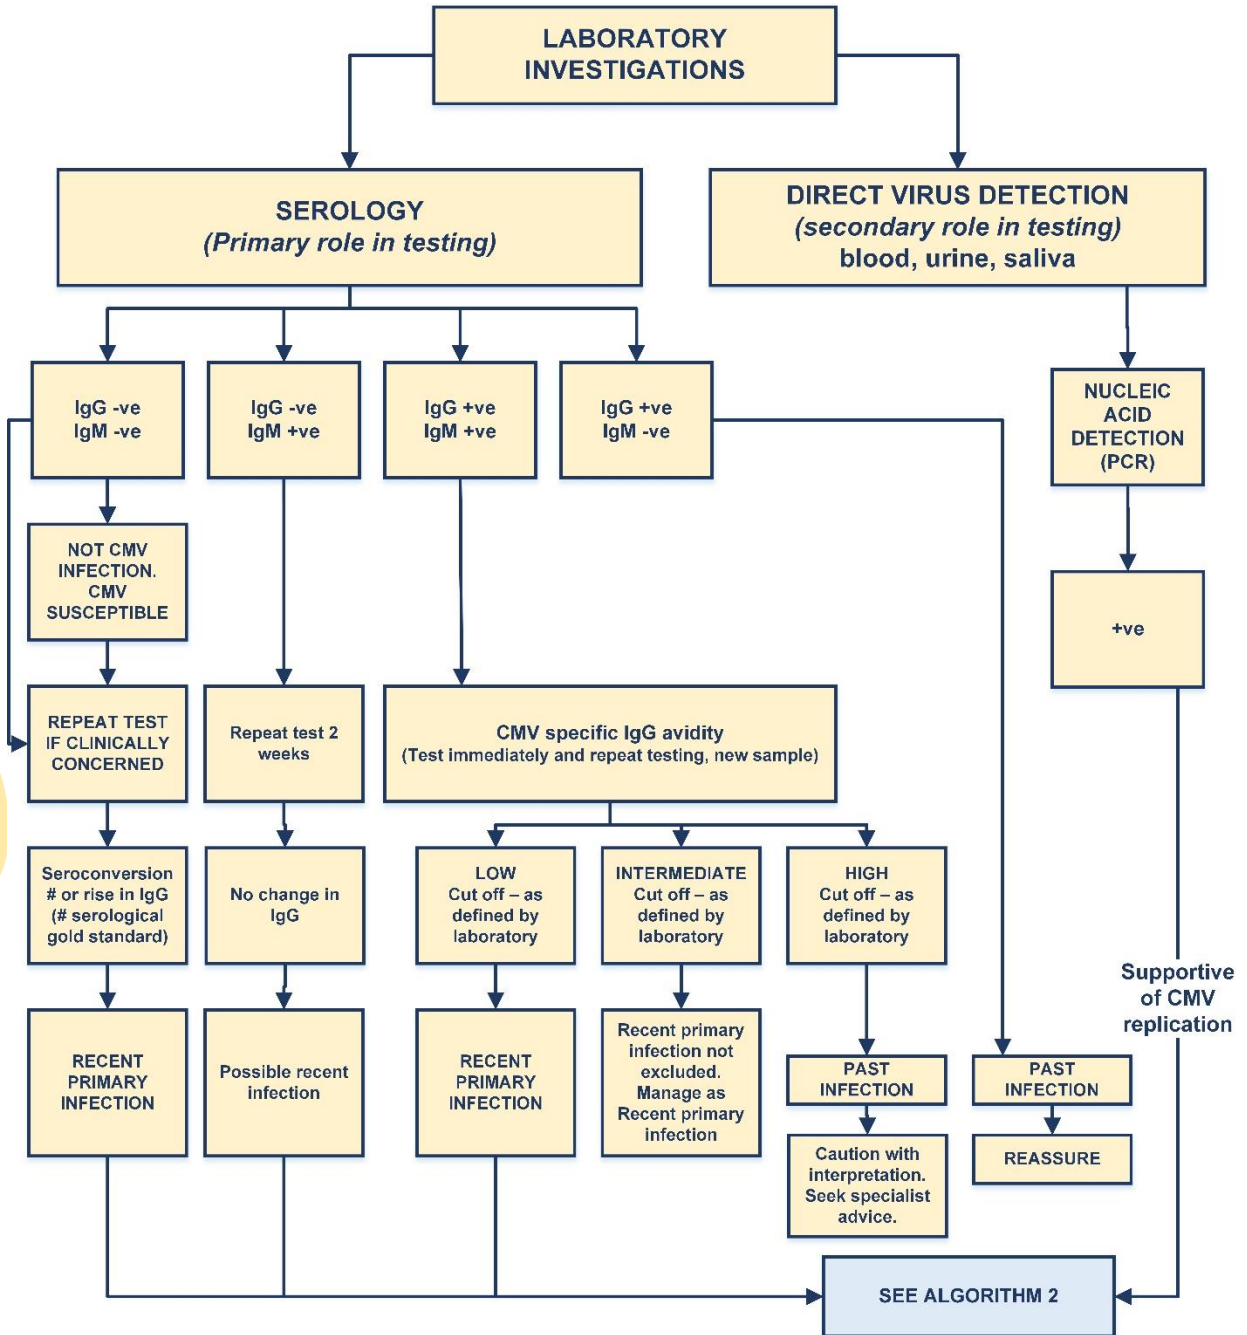 LABORATORY
INVESTIGATIONS
SEROLOGY
(Primary role in testing)
DIRECT VIRUS DETECTION
(secondary role in testing)
blood, urine, saliva
IgG -ve
IgM -ve
IgG -ve
IgM +ve
IgG +ve
IgM +ve
IgG +ve
IgM -ve
NUCLEIC
ACID
DETECTION
(PCR)
NOT CMV
INFECTION.
CMV
SUSCEPTIBLE
+ve
REPEAT TEST
IF CLINICALLY
CONCERNED
Repeat test 2
weeks
CMV specific IgG avidity
(Test immediately and repeat testing, new sample)
Seroconversion
# or rise in IgG
(# serological
gold standard)
No change in
IgG
LOW
Cut off – as
defined by
laboratory
INTERMEDIATE
Cut off – as
defined by
laboratory
HIGH
Cut off – as
defined by
laboratory
Supportive
of CMV
replication
RECENT
PRIMARY
INFECTION
Possible recent
infection
RECENT
PRIMARY
INFECTION
Recent primary
infection not
excluded.
Manage as
Recent primary
infection
PAST
INFECTION
PAST
INFECTION
Caution with
interpretation.
Seek specialist
advice.
REASSURE
SEE ALGORITHM 2